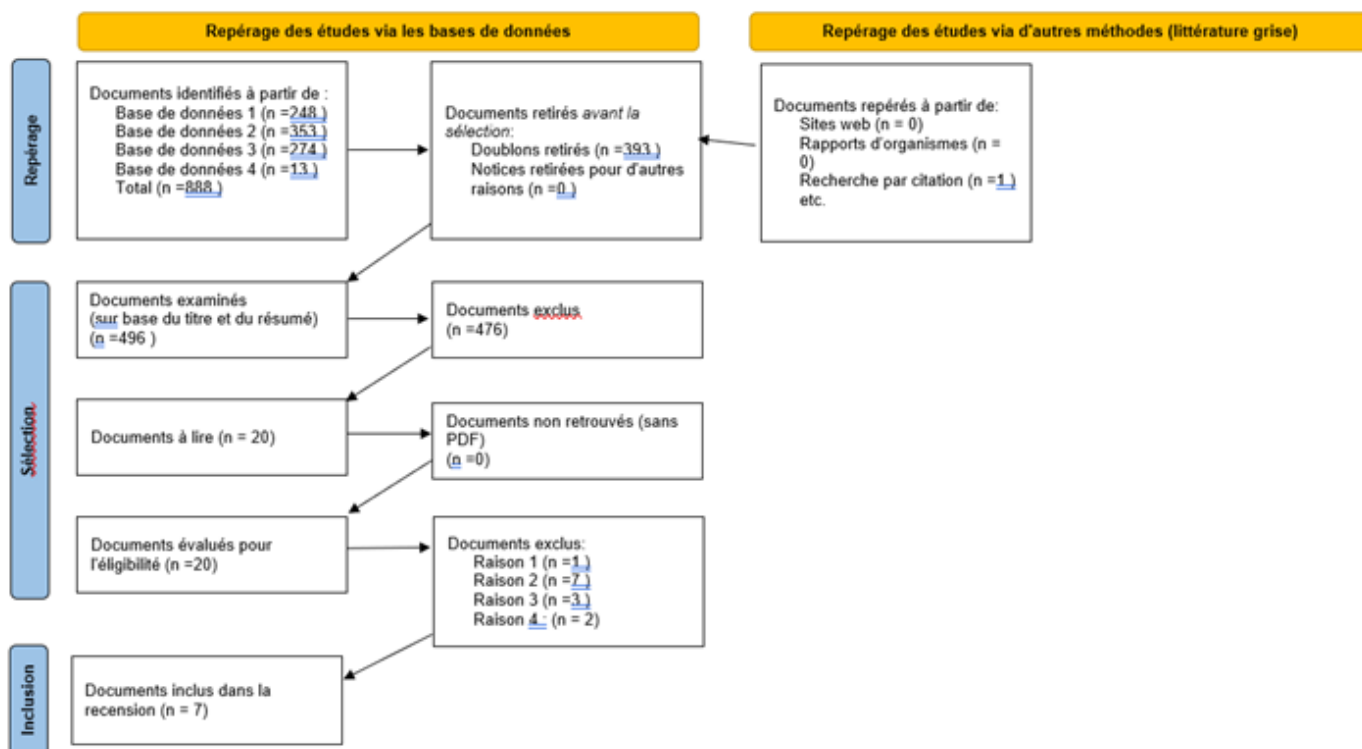 Repérage des études via les bases de données
Repérage des études via d'autres méthodes (littérature grise)
Repérage
Documents identifiés à partir de :
Base de données 1 (n =248 )
Base de données 2 (n =353 )
Base de données 3 (n =274 )
Base de données 4 (n =13 )
Total (n =888 )
Documents retirés avant la
sélection:
Doublons retirés (n =393 )
Notices retirées pour d'autres
raisons (n =0 )
Documents repérés à partir de:
Sites web (n = 0)
Rapports d'organismes (n =
0)
Recherche par citation (n =1 )
etc.
Sélection
Documents examinés
(sur base du titre et du résumé)
(n =496 )
Documents exclus
(n =476)
Documents à lire (n = 20)
Documents non retrouvés (sans
PDF)
(n =0)
Documents évalués pour
l'éligibilité (n =20)
Documents exclus:
Raison 1 (n =1 )
Raison 2 (n =7 )
Raison 3 (n =3 )
Raison 4 : (n = 2)
Inclusion
Documents inclus dans la
recension (n = 7)